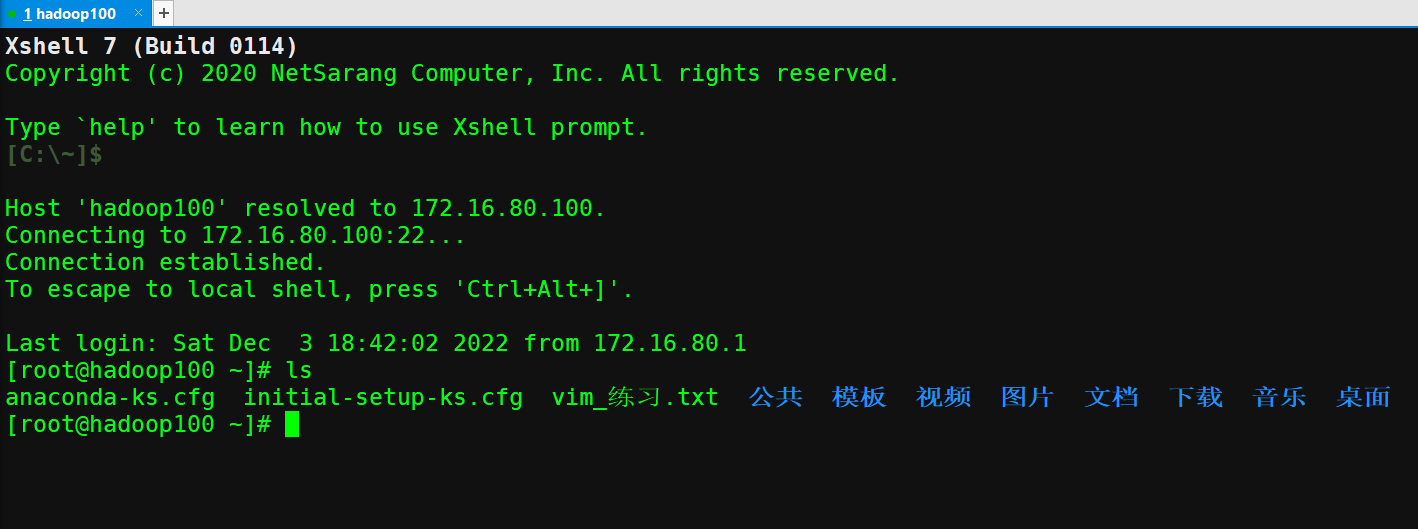 1 hadoop100 × +
Xshell 7 (Build 0114)
Copyright (c) 2020 NetSarang Computer, Inc. All rights reserved.
Type `help' to learn how to use Xshell prompt.
[C:\~]$
Host 'hadoop100' resolved to 172.16.80.100.
Connecting to 172.16.80.100:22...
Connection established.
To escape to local shell, press 'Ctrl+Alt+]'.
Last login: Sat Dec  3 18:42:02 2022 from 172.16.80.1
[root@hadoop100 ~]# ls
anaconda-ks.cfg  initial-setup-ks.cfg  vim_练习.txt  公共  模板  视频  图片  文档  下载  音乐  桌面
[root@hadoop100 ~]#